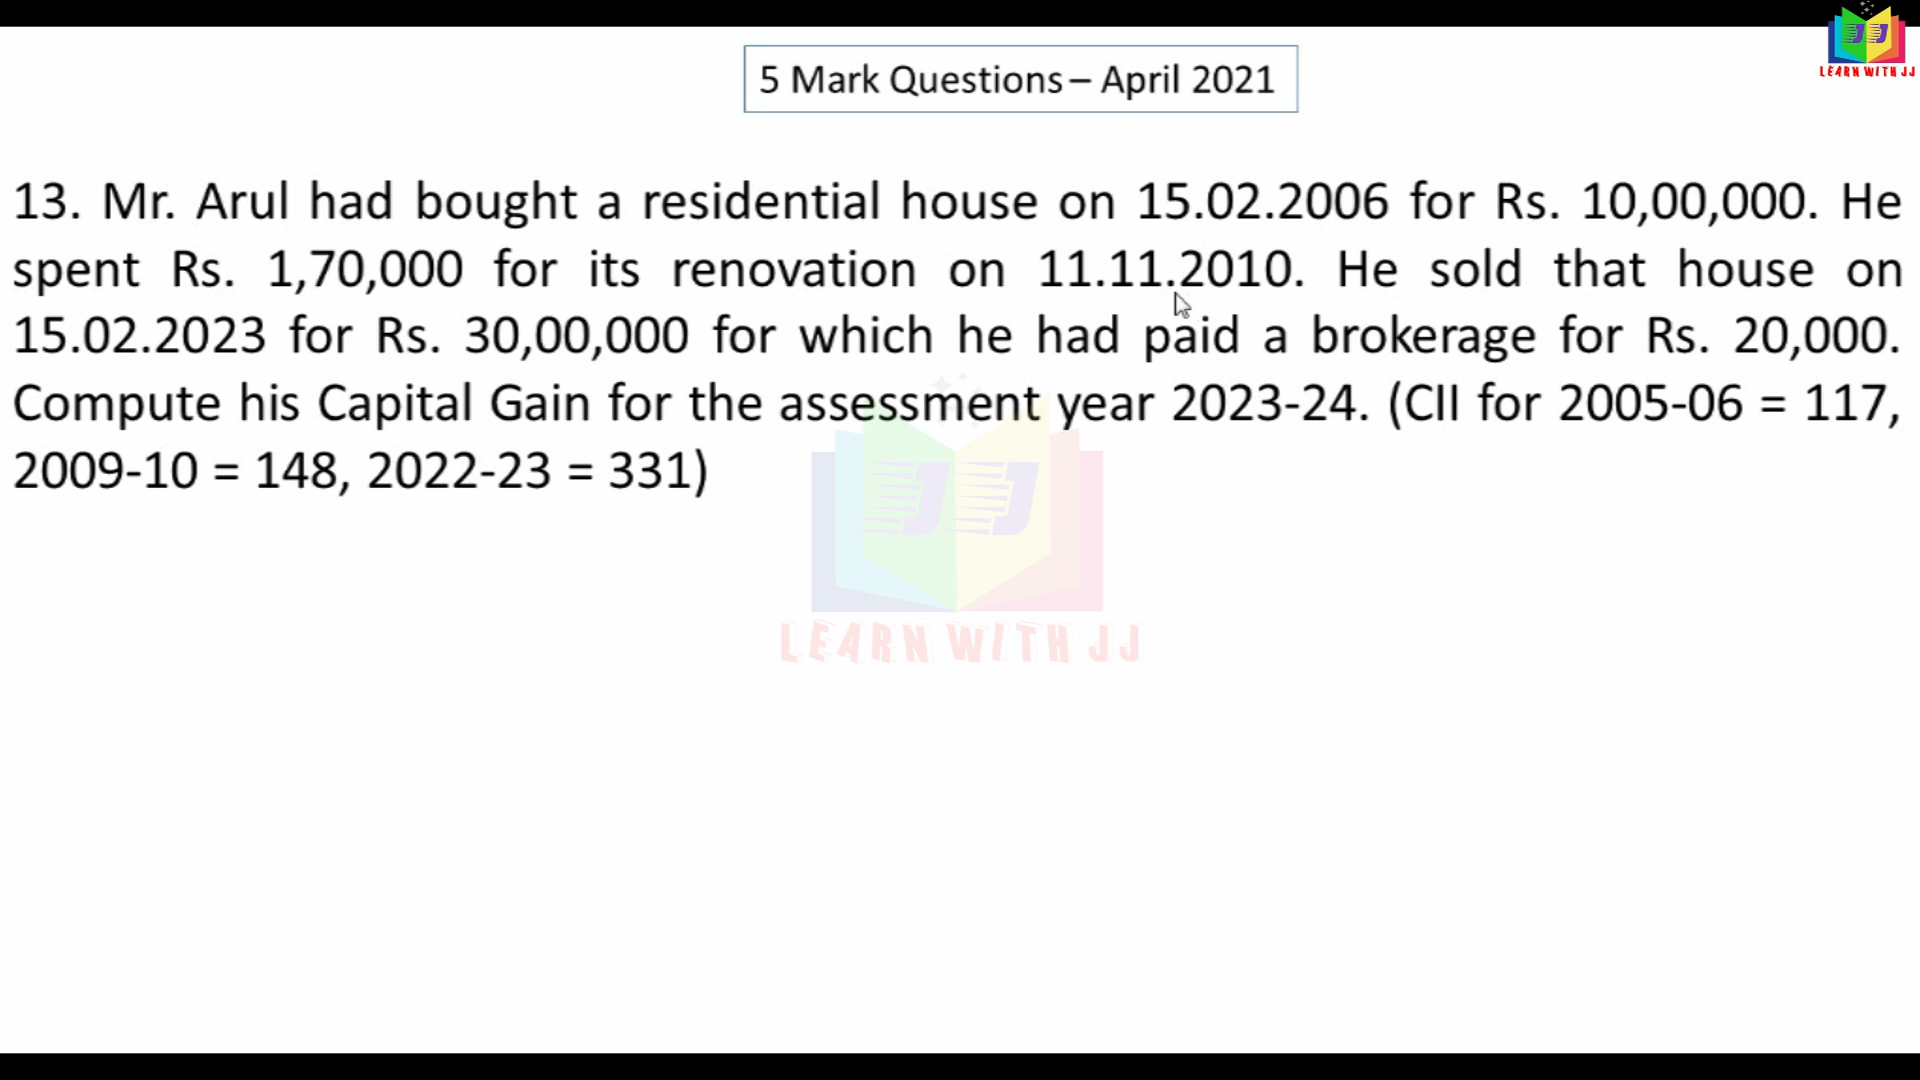 LEARN WITH JJ
5 Mark Questions – April 2021
13. Mr. Arul had bought a residential house on 15.02.2006 for Rs. 10,00,000. He
spent Rs. 1,70,000 for its renovation on 11.11.2010. He sold that house on
15.02.2023 for Rs. 30,00,000 for which he had paid a brokerage for Rs. 20,000.
Compute his Capital Gain for the assessment year 2023-24. (CII for 2005-06 = 117,
2009-10 = 148, 2022-23 = 331)
JJ
LEARN WITH JJ